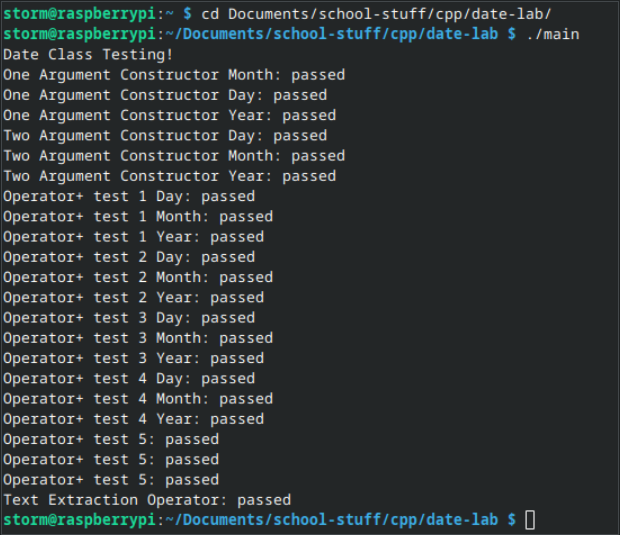 storm@raspberrypi:~ $ cd Documents/school-stuff/cpp/date-lab/
storm@raspberrypi:~/Documents/school-stuff/cpp/date-lab $ ./main
Date Class Testing!
One Argument Constructor Month: passed
One Argument Constructor Day: passed
One Argument Constructor Year: passed
Two Argument Constructor Day: passed
Two Argument Constructor Month: passed
Two Argument Constructor Year: passed
Operator+ test 1 Day: passed
Operator+ test 1 Month: passed
Operator+ test 1 Year: passed
Operator+ test 2 Day: passed
Operator+ test 2 Month: passed
Operator+ test 2 Year: passed
Operator+ test 3 Day: passed
Operator+ test 3 Month: passed
Operator+ test 3 Year: passed
Operator+ test 4 Day: passed
Operator+ test 4 Month: passed
Operator+ test 4 Year: passed
Operator+ test 5: passed
Operator+ test 5: passed
Operator+ test 5: passed
Text Extraction Operator: passed
storm@raspberrypi:~/Documents/school-stuff/cpp/date-lab $